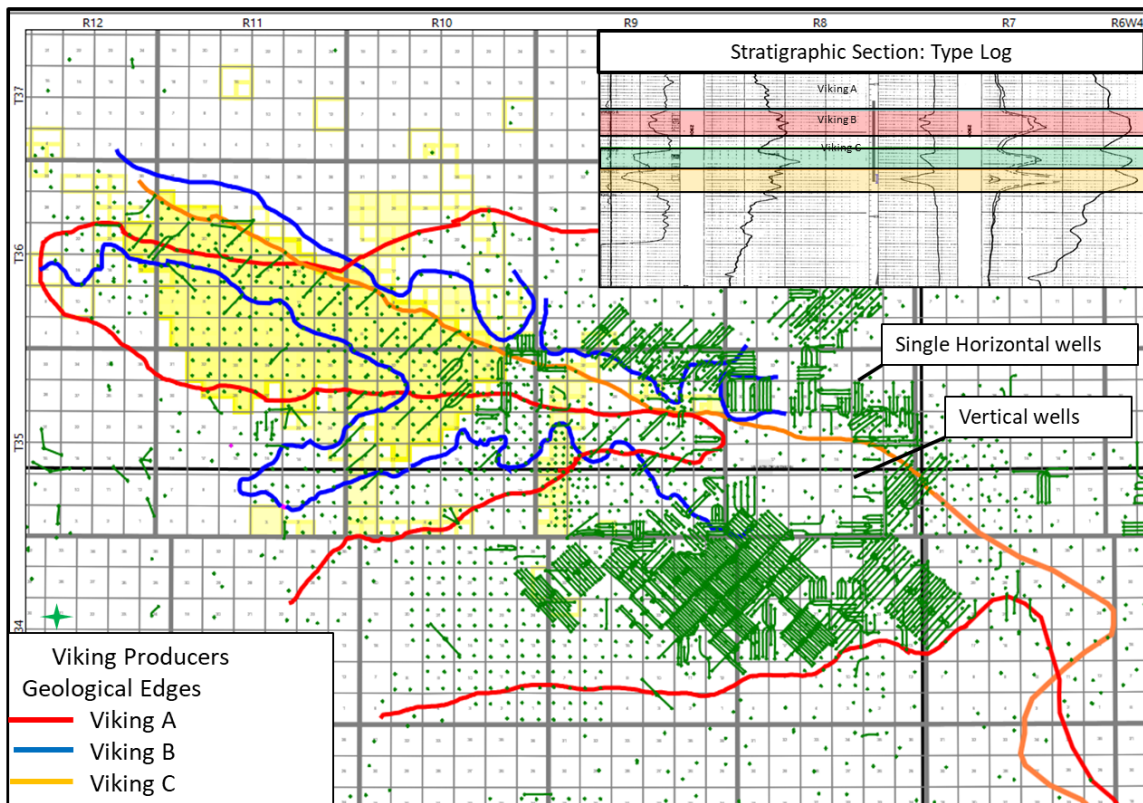 R12 R11 R10 R9 R8 R7 R6W4
Stratigraphic Section: Type Log
Viking A
Viking B
Viking C
T37
T36
Single Horizontal wells
Vertical wells
T35
34
Viking Producers
Geological Edges
Viking A
Viking B
Viking C